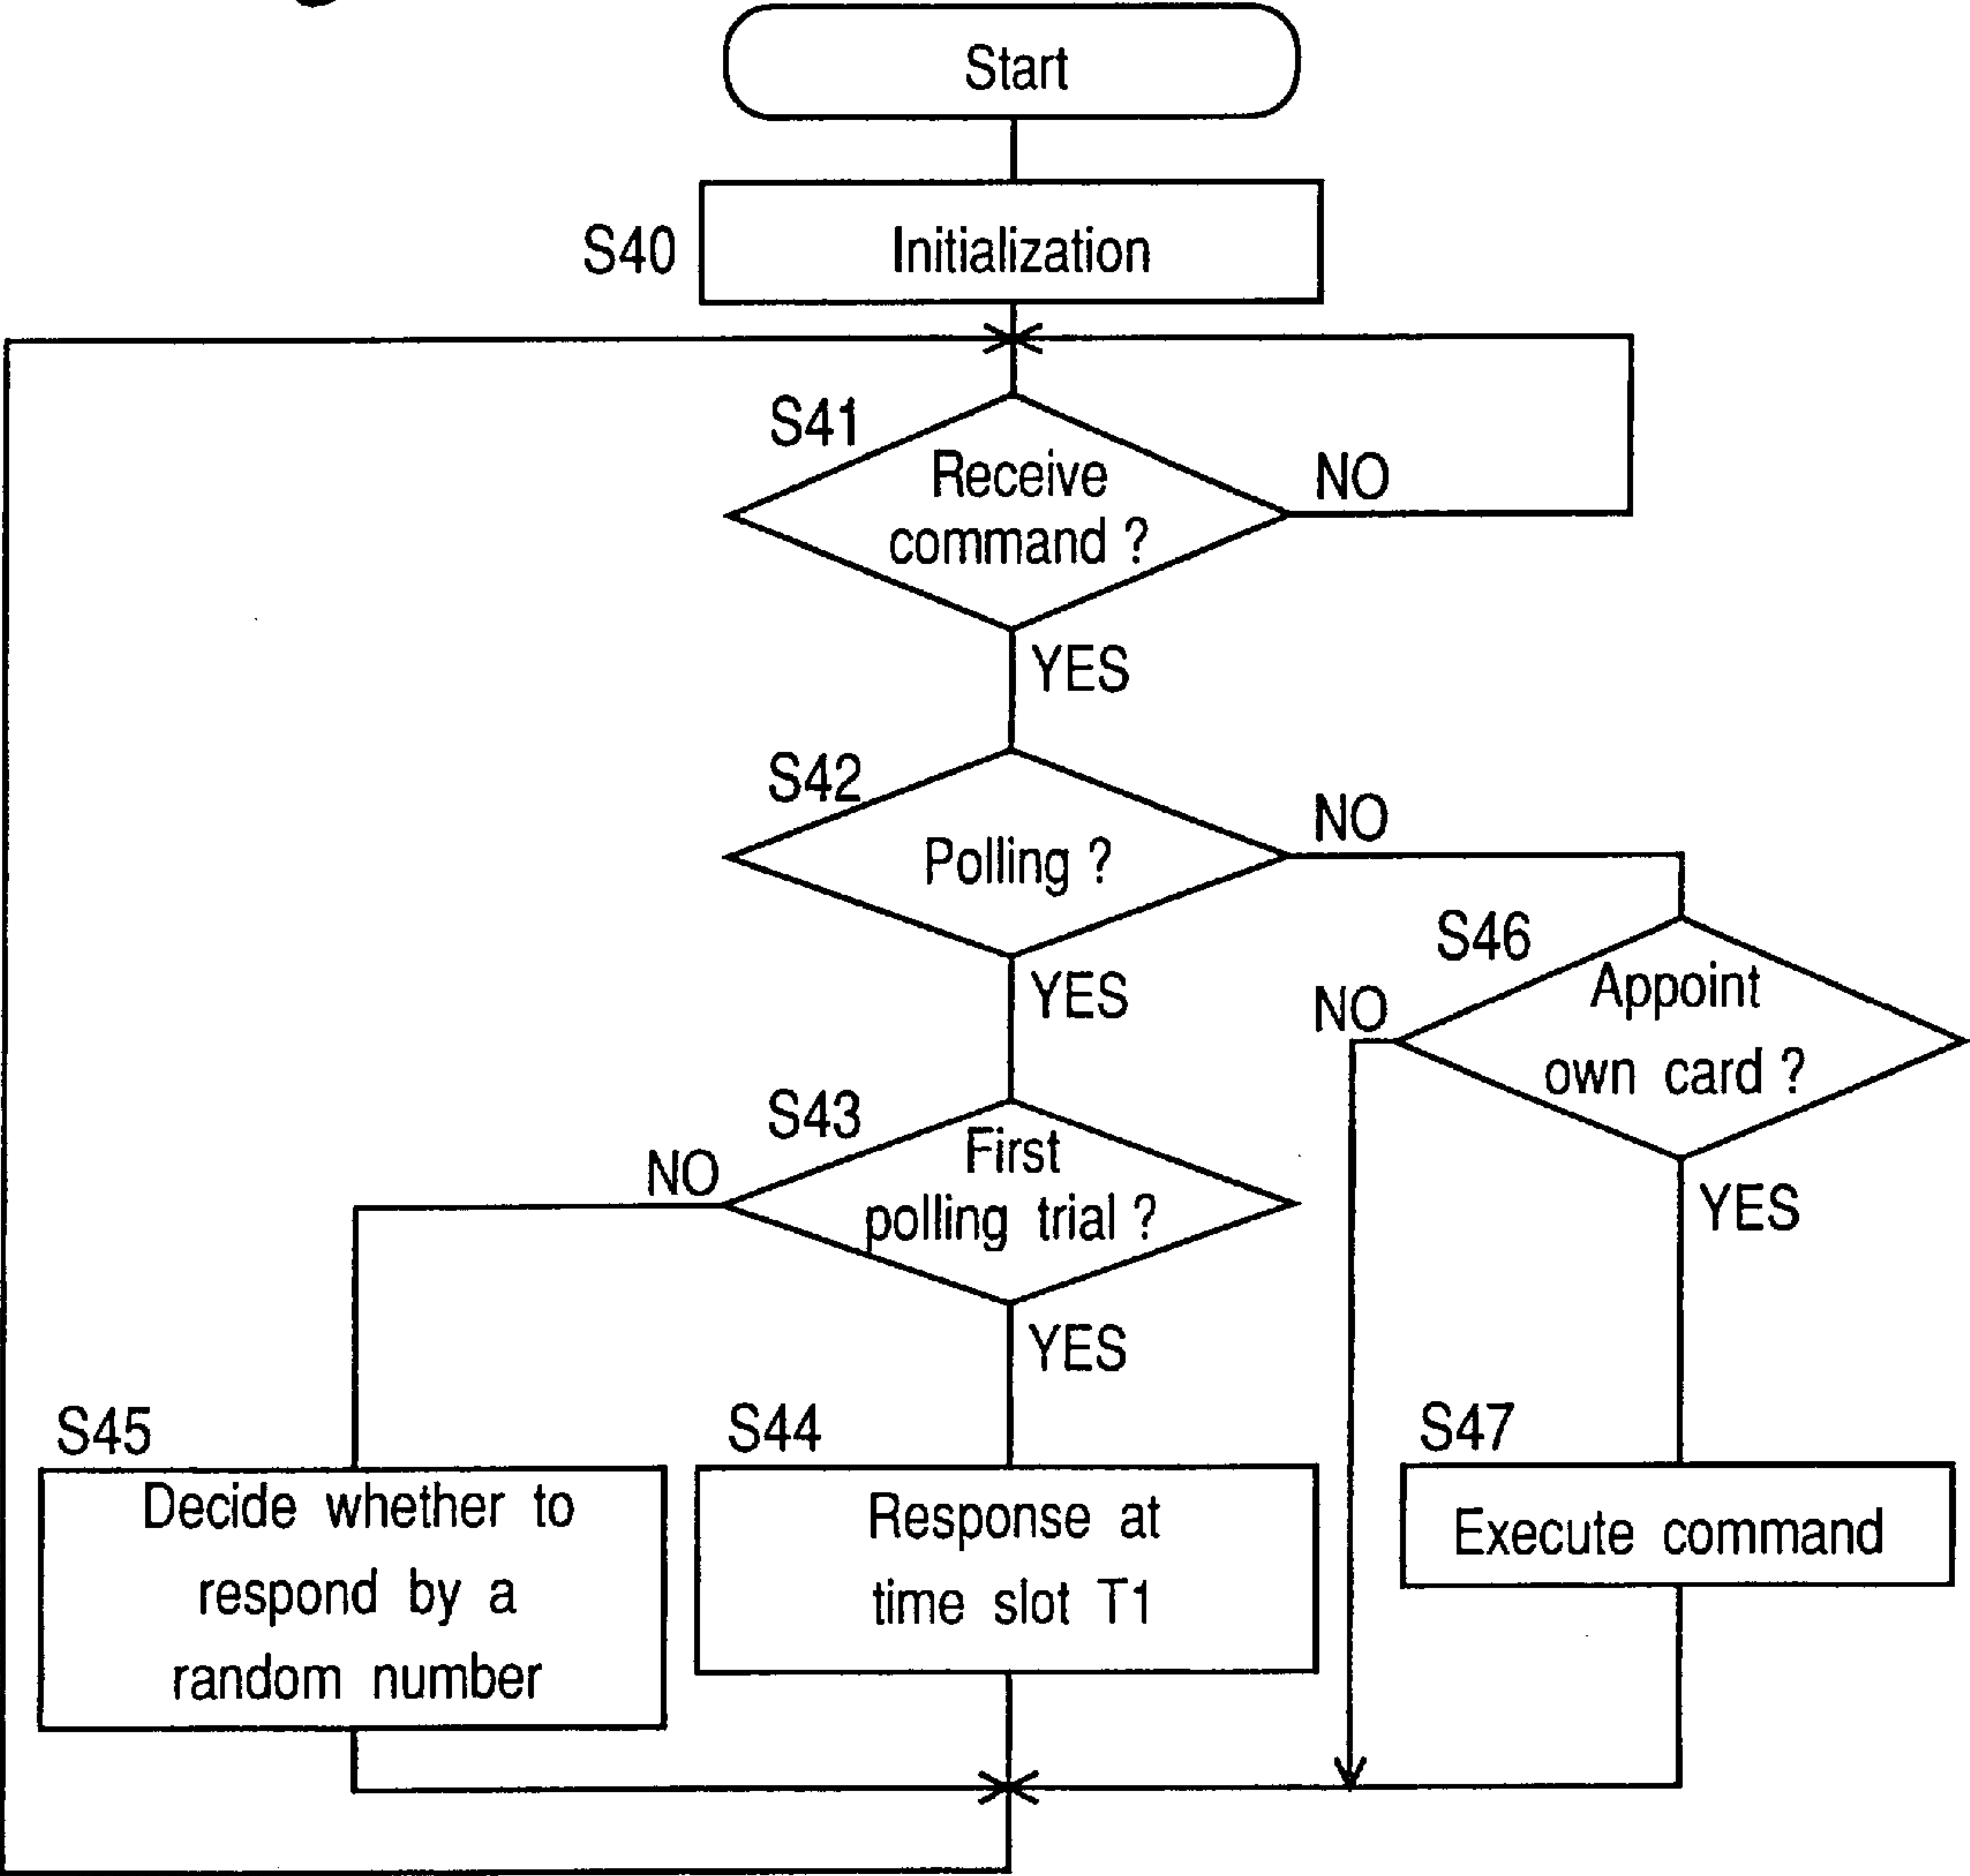 Start
S40
Initialization
S41
Receive
command ?
NO
YES
S42
Polling ?
NO
YES
S46
Appoint
own card ?
NO
YES
S43
First
polling trial ?
NO
YES
S45
Decide whether to
respond by a
random number
S44
Response at
time slot T1
S47
Execute command